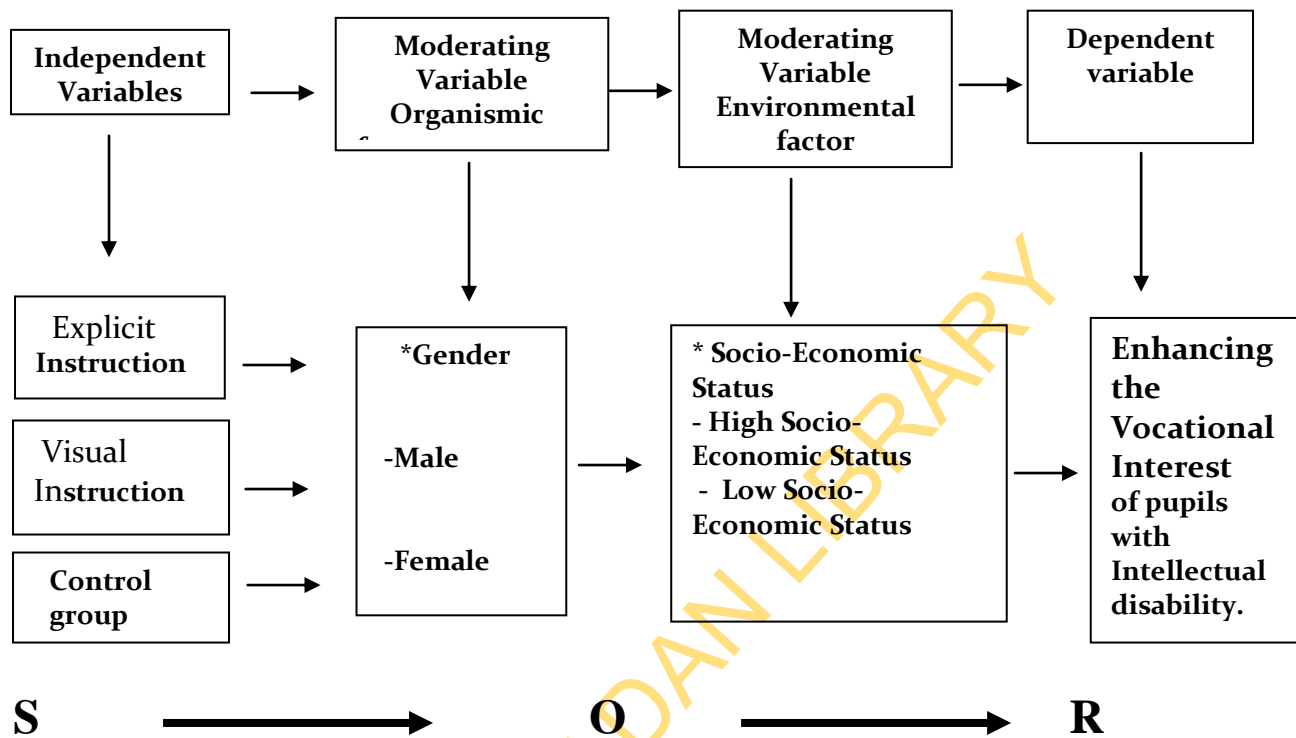 Independent
Variables
Moderating
Variable
Organismic
Moderating
Variable
Environmental
factor
Dependent
variable
Explicit
Instruction
Visual
Instruction
Control
group
*Gender
-Male
-Female
* Socio-Economic
Status
- High Socio-
Economic Status
- Low Socio-
Economic Status
Enhancing
the
Vocational
Interest
of pupils
with
Intellectual
disability.
S O R
DAN LIBRARY